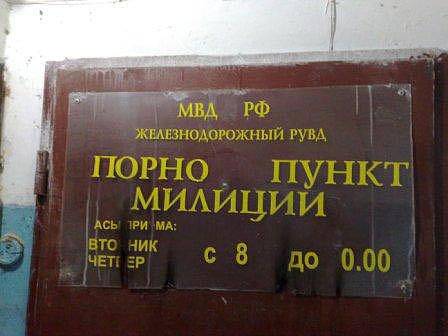 МВД РФ
ЖЕЛЕЗНОДОРОЖНЫЙ РУВД
ПОРНО ПУНКТ
МИЛИЦИИ
АСЫ ПРИ МА:
ВТОРНИК С 8 ДО 0.00
ЧЕТВЕР